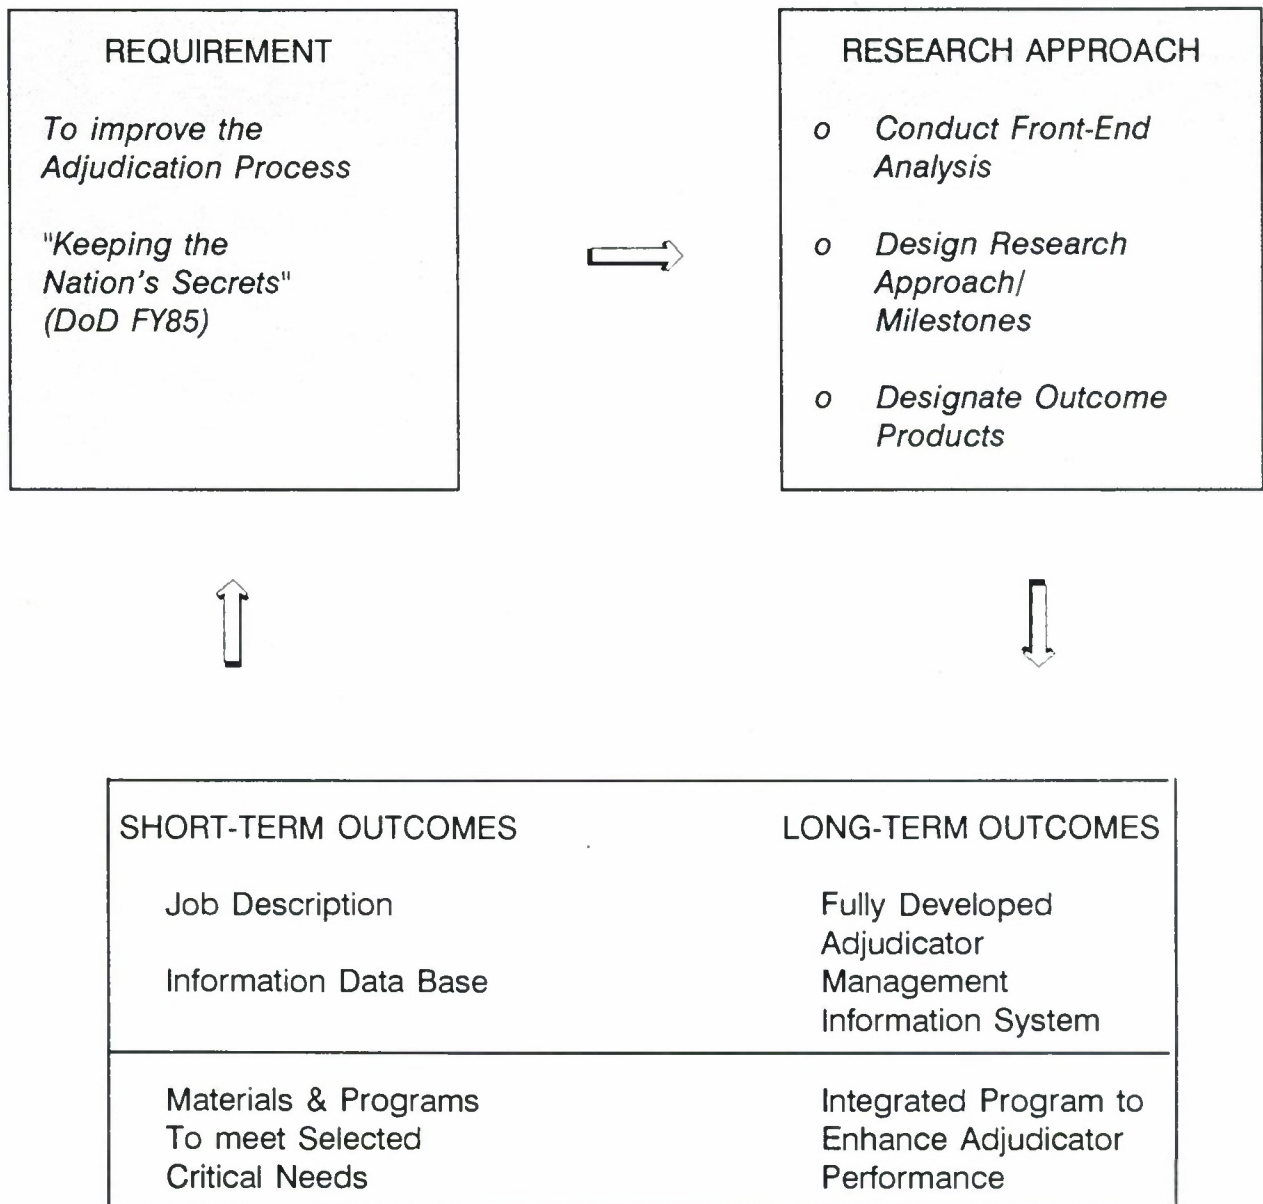 REQUIREMENT
To improve the
Adjudication Process
"Keeping the
Nation's Secrets"
(DoD FY85)
RESEARCH APPROACH
o Conduct Front-End
Analysis
o Design Research
Approach/
Milestones
o Designate Outcome
Products
SHORT-TERM OUTCOMES
Job Description
Information Data Base
LONG-TERM OUTCOMES
Fully Developed
Adjudicator
Management
Information System
Materials & Programs
To meet Selected
Critical Needs
Integrated Program to
Enhance Adjudicator
Performance